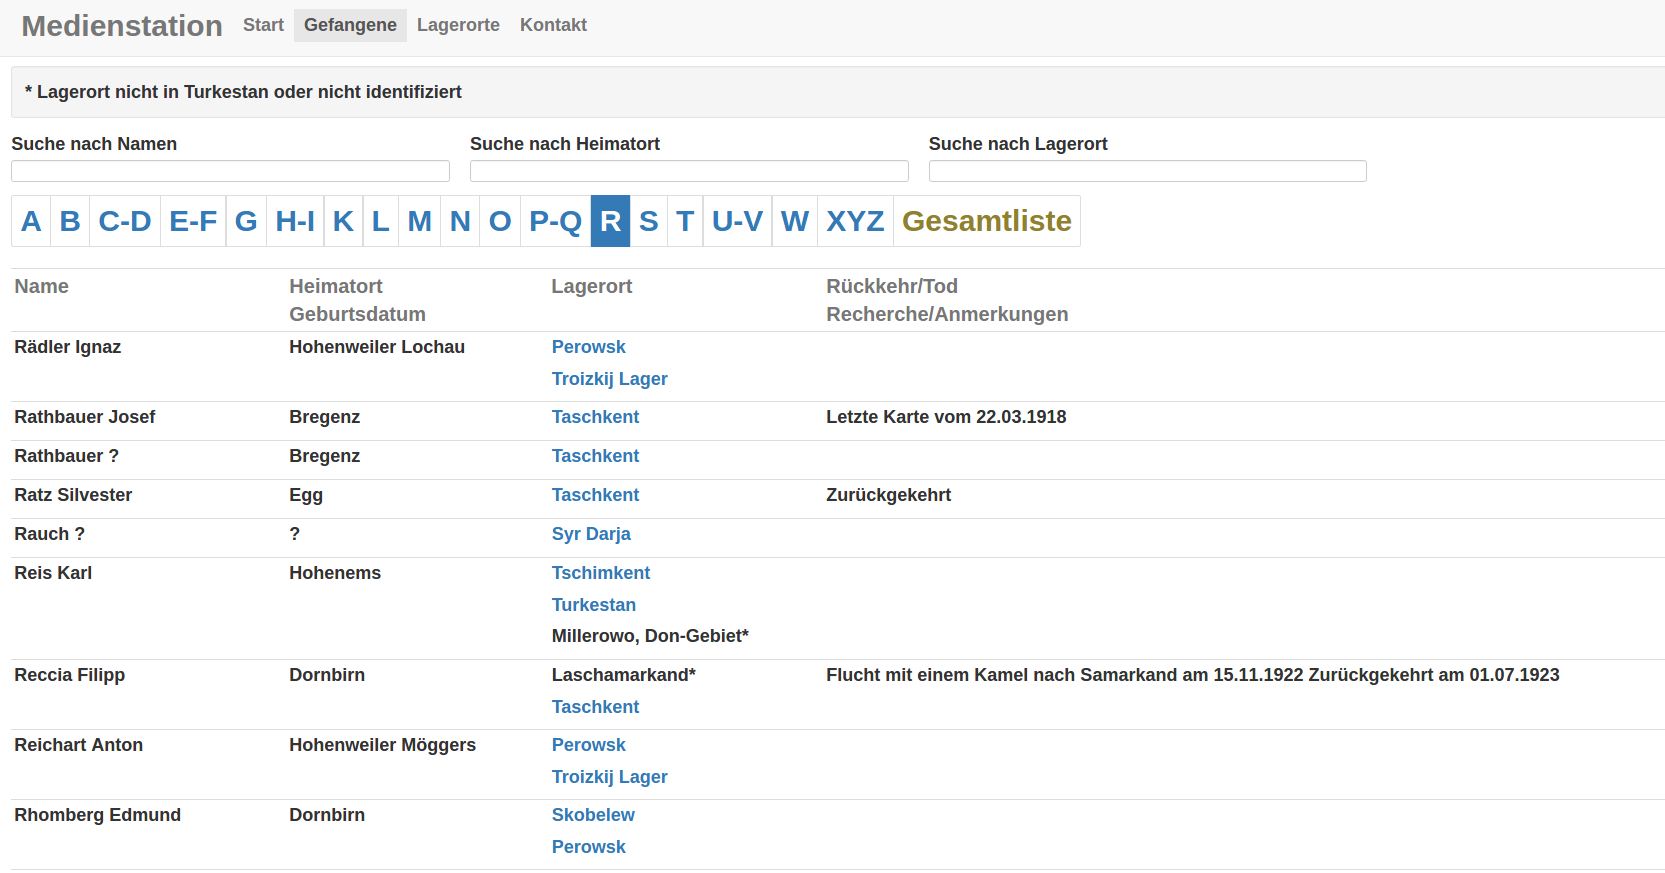 Medienstation Start Gefangene Lagerorte Kontakt
* Lagerort nicht in Turkestan oder nicht identifiziert
Suche nach Namen Suche nach Heimatort Suche nach Lagerort
A B C-D E-F G H-I K L M N O P-Q R S T U-V W XYZ Gesamtliste
Name Heimatort Lagerort Rückkehr/Tod
Geburtsdatum Recherche/Anmerkungen
Rädler Ignaz Hohenweiler Lochau Perowsk
Troizkij Lager
Rathbauer Josef Bregenz Taschkent Letzte Karte vom 22.03.1918
Rathbauer ? Bregenz Taschkent
Ratz Silvester Egg Taschkent Zurückgekehrt
Rauch ? ? Syr Darja
Reis Karl Hohenems Tschimkent
Turkestan
Millerowo, Don-Gebiet*
Reccia Filipp Dornbirn Laschamarkand* Flucht mit einem Kamel nach Samarkand am 15.11.1922 Zurückgekehrt am 01.07.1923
Taschkent
Reichart Anton Hohenweiler Möggers Perowsk
Troizkij Lager
Rhomberg Edmund Dornbirn Skobelew
Perowsk